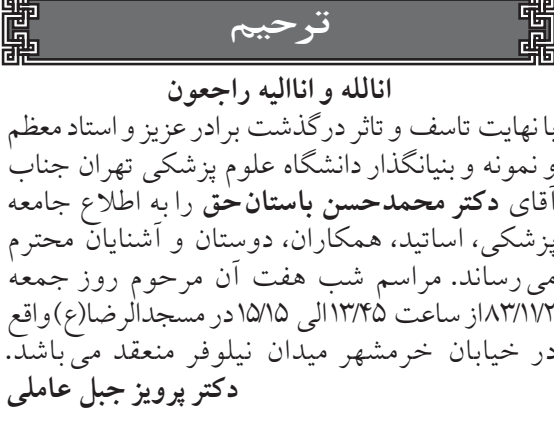 ترحیم
انالله و اناالیه راجعون
با نهایت تاسف و تاثر درگذشت برادر عزیز و استاد معظم
و نمونه و بنیانگذار دانشگاه علوم پزشکی تهران جناب
آقای دکتر محمدحسن باستان‌حق را به اطلاع جامعه
پزشکی، اساتید، همکاران، دوستان و آشنایان محترم
می‌رساند. مراسم شب هفت آن مرحوم روز جمعه
۸۳/۱۱/۲ از ساعت ۱۳/۴۵ الی ۱۵/۱۵ در مسجدالرضا(ع) واقع
در خیابان خرمشهر میدان نیلوفر منعقد می‌باشد.
دکتر پرویز جبل عاملی